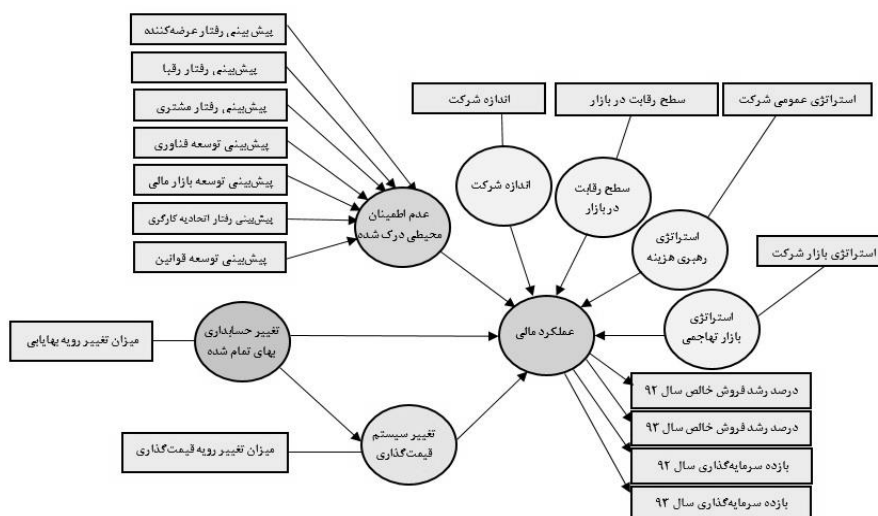 پیش‌بینی رفتار عرضه‌کننده
پیش‌بینی رفتار رقبا
پیش‌بینی رفتار مشتری
پیش‌بینی توسعه فناوری
پیش‌بینی توسعه بازار مالی
پیش‌بینی رفتار اتحادیه کارگری
پیش‌بینی توسعه قوانین
عدم اطمینان
محیطی درک شده
استراتژی عمومی شرکت
سطح رقابت در بازار
اندازه شرکت
اندازه شرکت
سطح رقابت
در بازار
استراتژی
رهبری هزینه
استراتژی بازار شرکت
استراتژی
بازار تهاجمی
عملکرد مالی
تغییر حسابداری
بهای تمام شده
میزان تغییر رویه بهایابی
تغییر سیستم
قیمت‌گذاری
میزان تغییر رویه قیمت‌گذاری
درصد رشد فروش خالص سال ۹۲
درصد رشد فروش خالص سال ۹۳
بازده سرمایه‌گذاری سال ۹۲
بازده سرمایه‌گذاری سال ۹۳